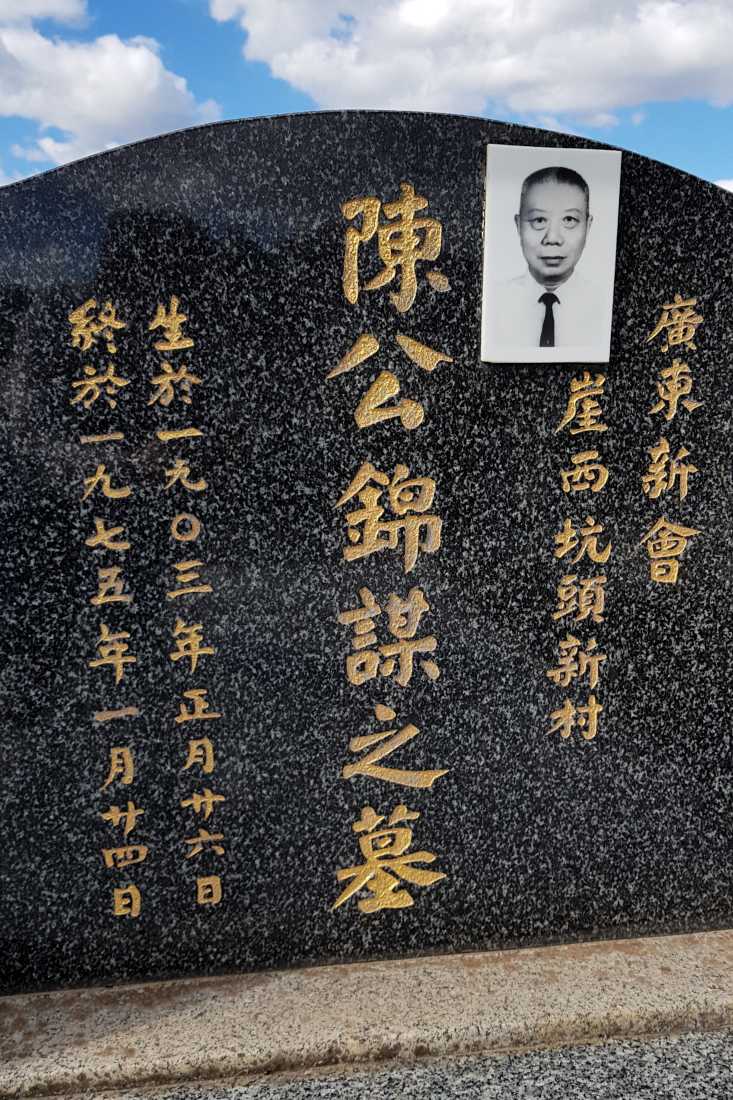 廣東新會
崖西坑頭新村
陳公錦謀之墓
生於一九〇三年正月廿六日
終於一九七五年一月廿四日